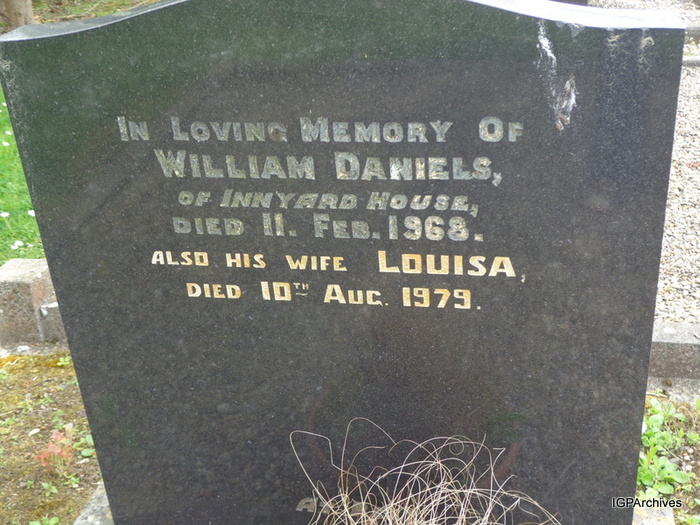 IN LOVING MEMORY OF
WILLIAM DANIELS,
OF INNYARD HOUSE,
DIED 11. FEB. 1968.
ALSO HIS WIFE LOUISA,
DIED 10TH AUG. 1979.
IGPArchives